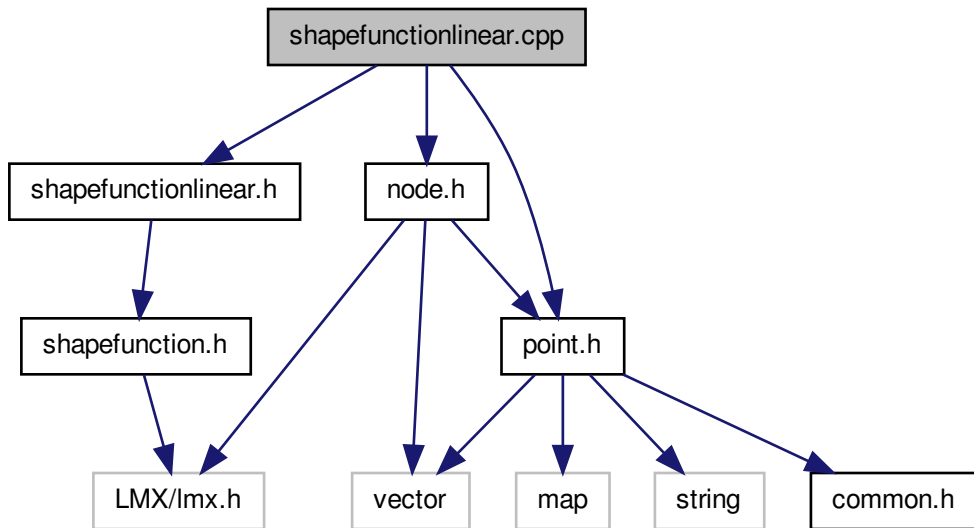 shapefunctionlinear.cpp
shapefunctionlinear.h
node.h
shapefunction.h
point.h
LMX/lmx.h
vector
map
string
common.h